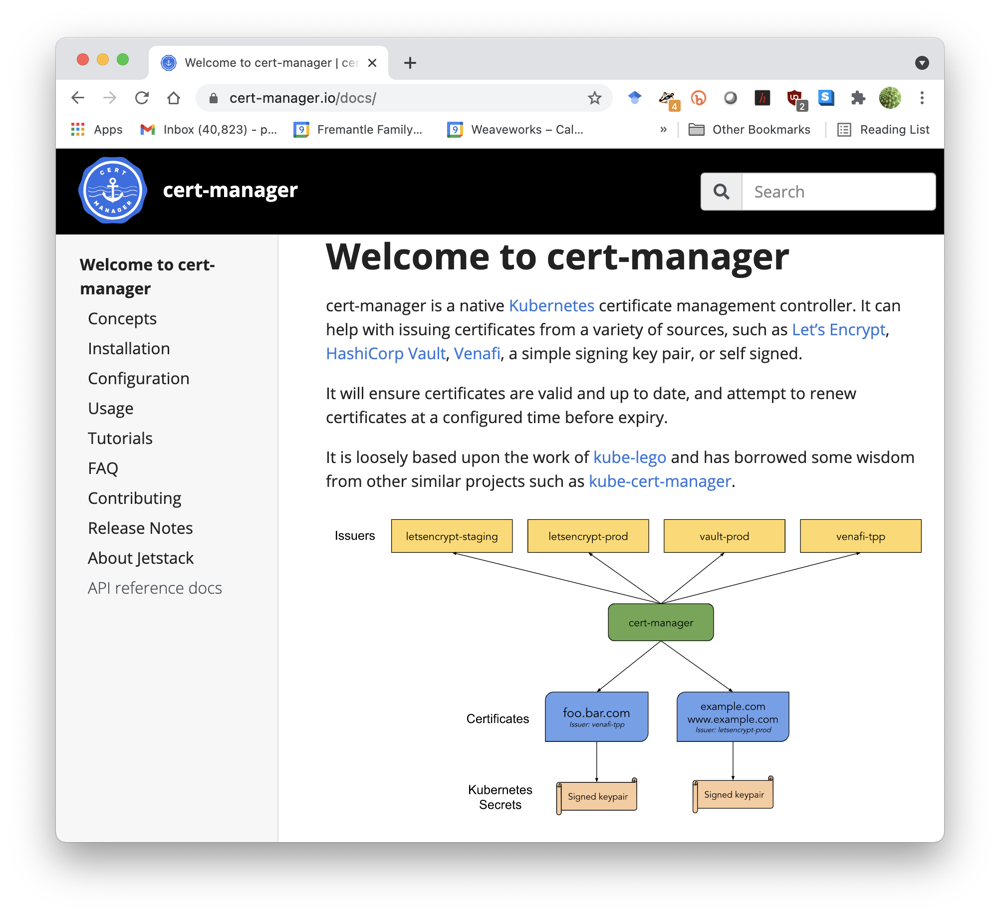 Welcome to cert-manager | cer
cert-manager.io/docs/
4
h
up
2
S
Apps
Inbox (40,823) - p...
9
Fremantle Family...
9
Weaveworks – Cal...
»
Other Bookmarks
Reading List
CERT
MANAGER
cert-manager
Search
Welcome to cert-
manager
Concepts
Installation
Configuration
Usage
Tutorials
FAQ
Contributing
Release Notes
About Jetstack
API reference docs
Welcome to cert-manager
cert-manager is a native Kubernetes certificate management controller. It can
help with issuing certificates from a variety of sources, such as Let’s Encrypt,
HashiCorp Vault, Venafi, a simple signing key pair, or self signed.
It will ensure certificates are valid and up to date, and attempt to renew
certificates at a configured time before expiry.
It is loosely based upon the work of kube-lego and has borrowed some wisdom
from other similar projects such as kube-cert-manager.
Issuers
letsencrypt-staging
letsencrypt-prod
vault-prod
venafi-tpp
cert-manager
Certificates
foo.bar.com
Issuer: venafi-tpp
example.com
www.example.com
Issuer: letsencrypt-prod
Kubernetes
Secrets
Signed keypair
Signed keypair